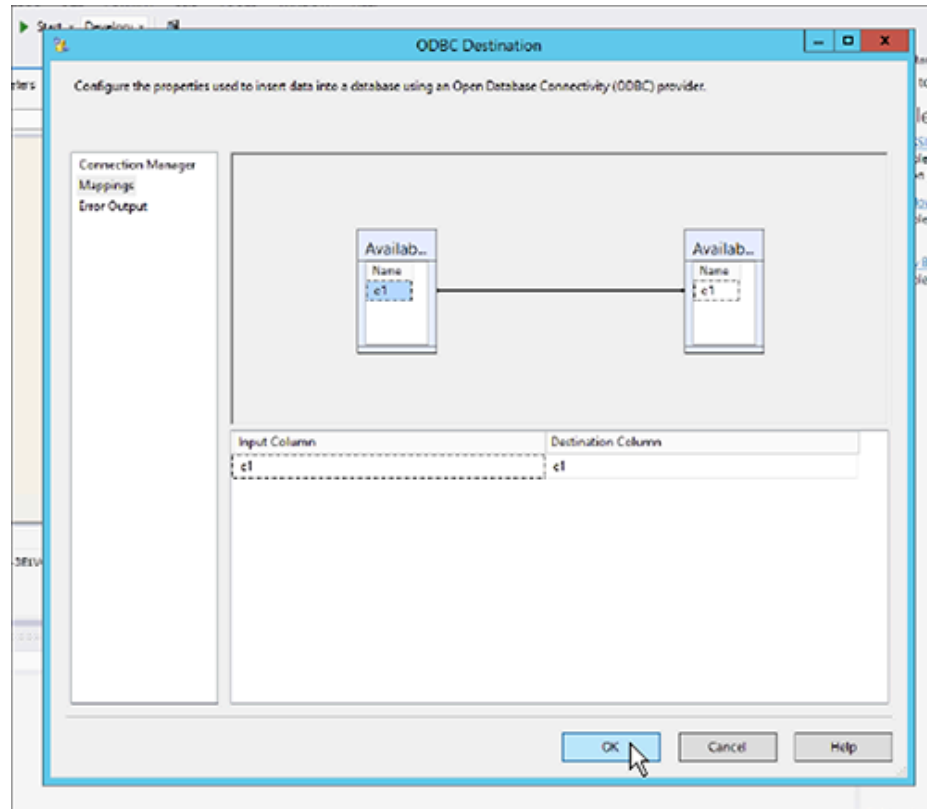 Start
Develop
ODBC Destination
Configure the properties used to insert data into a database using an Open Database Connectivity (ODBC) provider.
Connection Manager
Mappings
Error Output
Availab...
Name
c1
Availab...
Name
c1
Input Column
Destination Column
c1
c1
OK
Cancel
Help